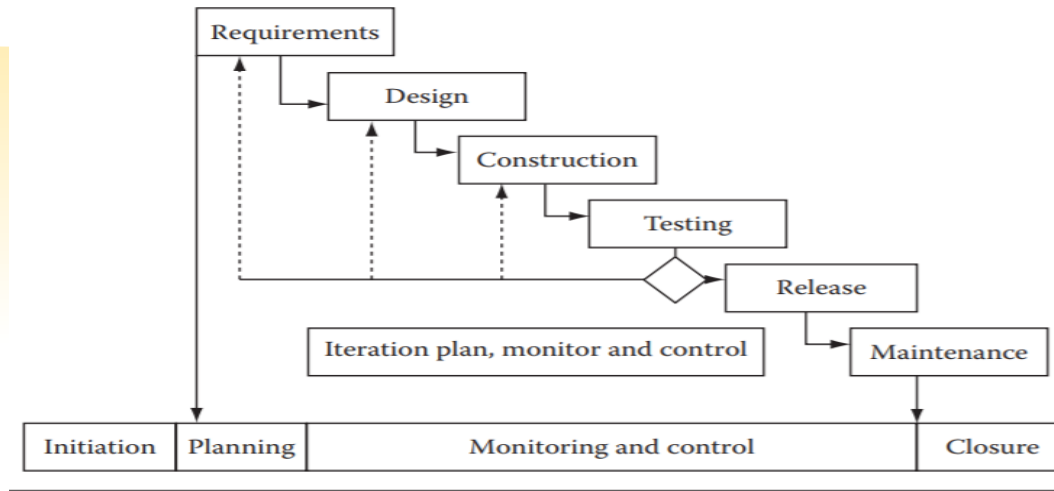 Requirements
Design
Construction
Testing
Release
Iteration plan, monitor and control
Maintenance
Initiation
Planning
Monitoring and control
Closure